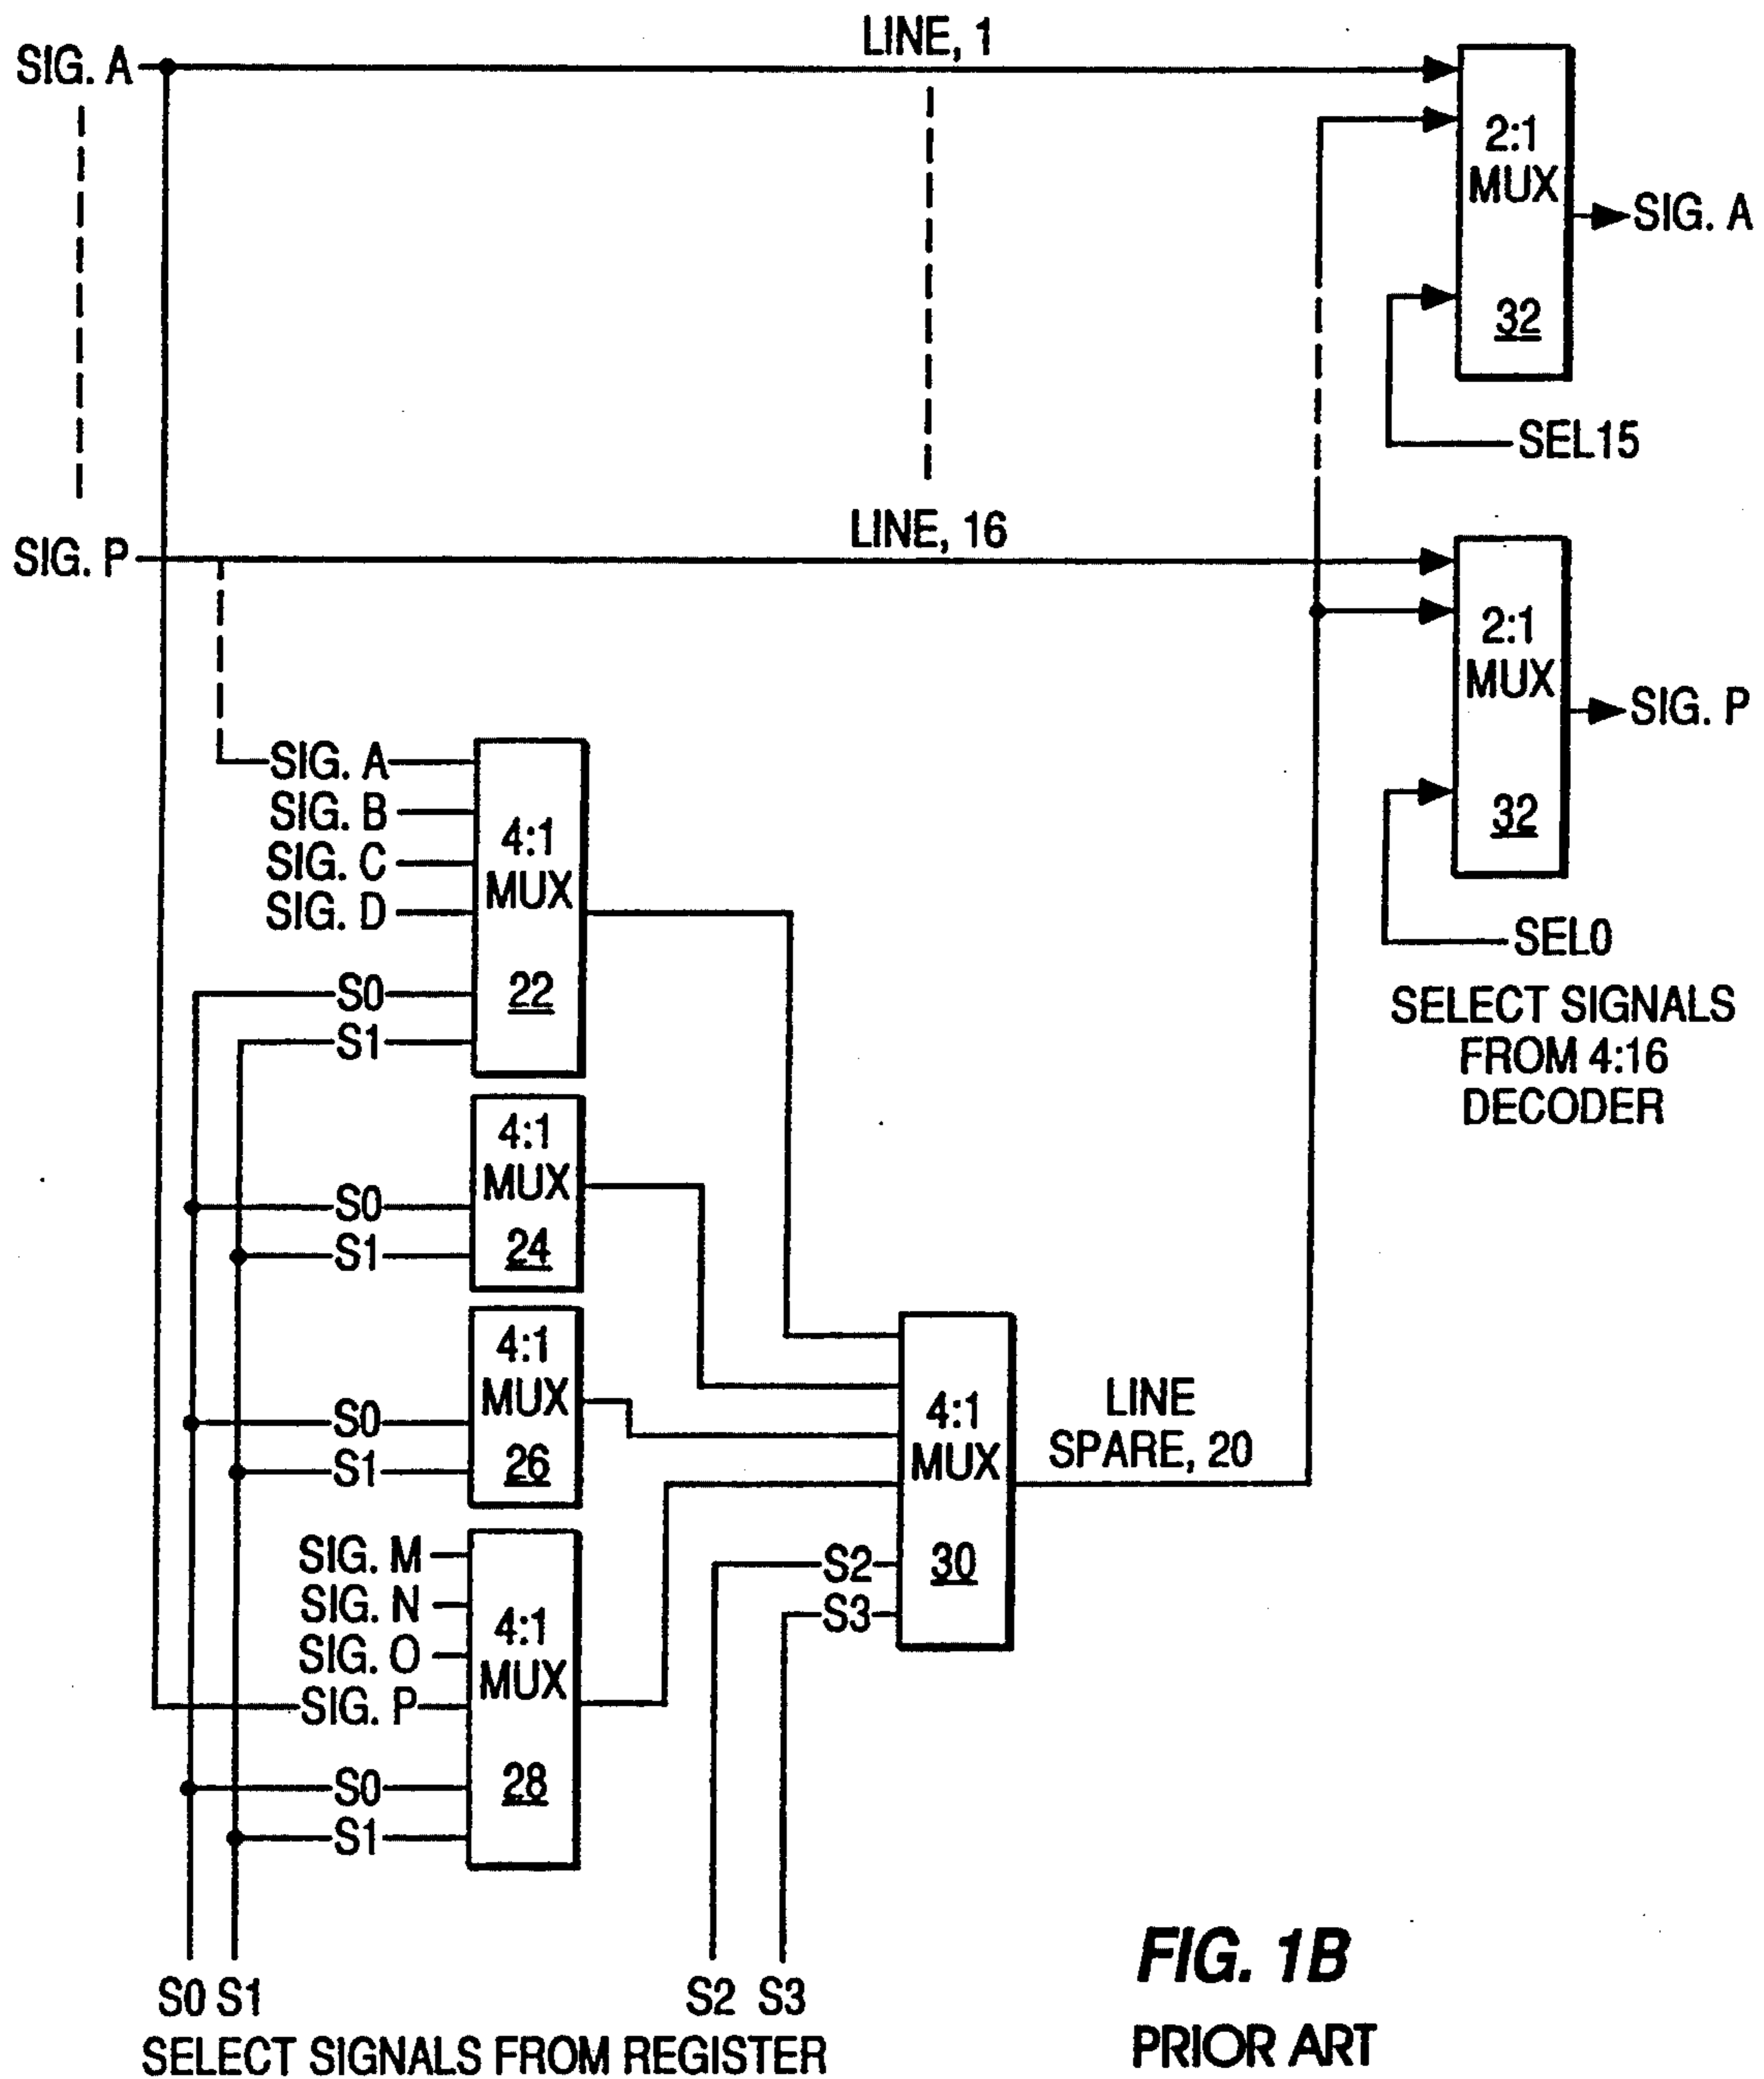 LINE, 1
SIG. A
2:1
MUX
SIG. A
32
SEL15
LINE, 16
SIG. P
2:1
MUX
SIG. P
32
SEL0
SELECT SIGNALS
FROM 4:16
DECODER
SIG. A
SIG. B
SIG. C
SIG. D
4:1
MUX
22
S0
S1
4:1
MUX
24
S0
S1
4:1
MUX
26
S0
S1
SIG. M
SIG. N
SIG. O
SIG. P
4:1
MUX
28
S0
S1
4:1
MUX
30
S2
S3
LINE
SPARE, 20
S0 S1
S2 S3
SELECT SIGNALS FROM REGISTER
FIG. 1B
PRIOR ART